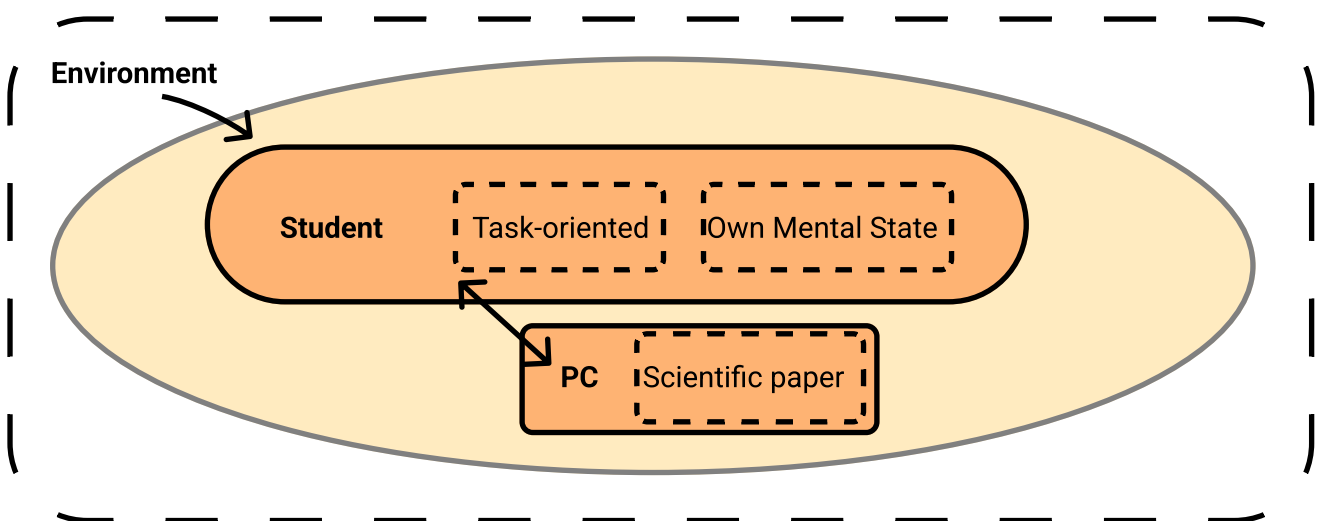 Environment
Student Task-oriented Own Mental State
PC Scientific paper